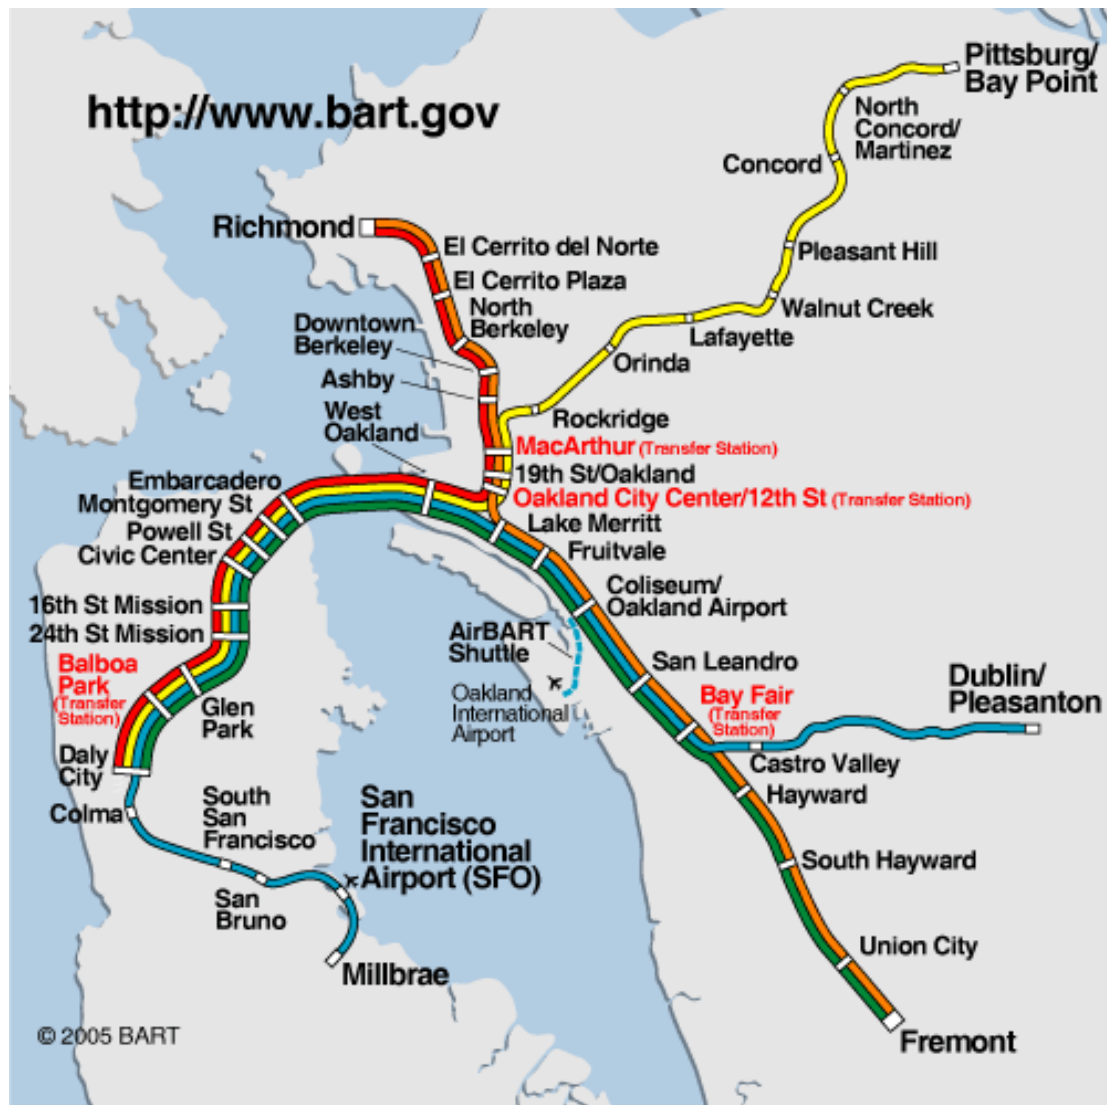 http://www.bart.gov
Pittsburg/
Bay Point
North
Concord/
Martinez
Concord
Pleasant Hill
Walnut Creek
Lafayette
Orinda
Rockridge
Richmond
El Cerrito del Norte
El Cerrito Plaza
North
Berkeley
Downtown
Berkeley
Ashby
West
Oakland
MacArthur (Transfer Station)
19th St/Oakland
Oakland City Center/12th St (Transfer Station)
Lake Merritt
Fruitvale
Coliseum/
Oakland Airport
Embarcadero
Montgomery St
Powell St
Civic Center
16th St Mission
24th St Mission
Balboa
Park
(Transfer
Station)
Glen
Park
Daly
City
Colma
South
San
Francisco
San
Bruno
San
Francisco
International
Airport (SFO)
Millbrae
AirBART
Shuttle
Oakland
International
Airport
San Leandro
Bay Fair
(Transfer
Station)
Dublin/
Pleasanton
Castro Valley
Hayward
South Hayward
Union City
Fremont
© 2005 BART